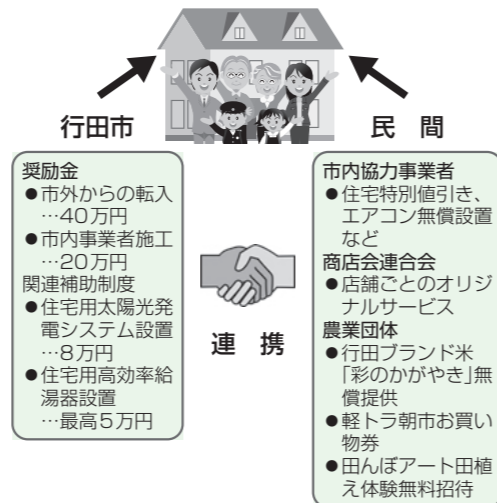 行田市
奨励金
●市外からの転入
…40万円
●市内事業者施工
…20万円
関連補助制度
●住宅用太陽光発
電システム設置
…8万円
●住宅用高効率給
湯器設置
…最高5万円
連 携
民 間
市内協力事業者
●住宅特別値引き、
エアコン無償設置
など
商店会連合会
●店舗ごとのオリジ
ナルサービス
農業団体
●行田ブランド米
「彩のかがやき」無
償提供
●軽トラ朝市お買い
物券
●田んぼアート田植
え体験無料招待